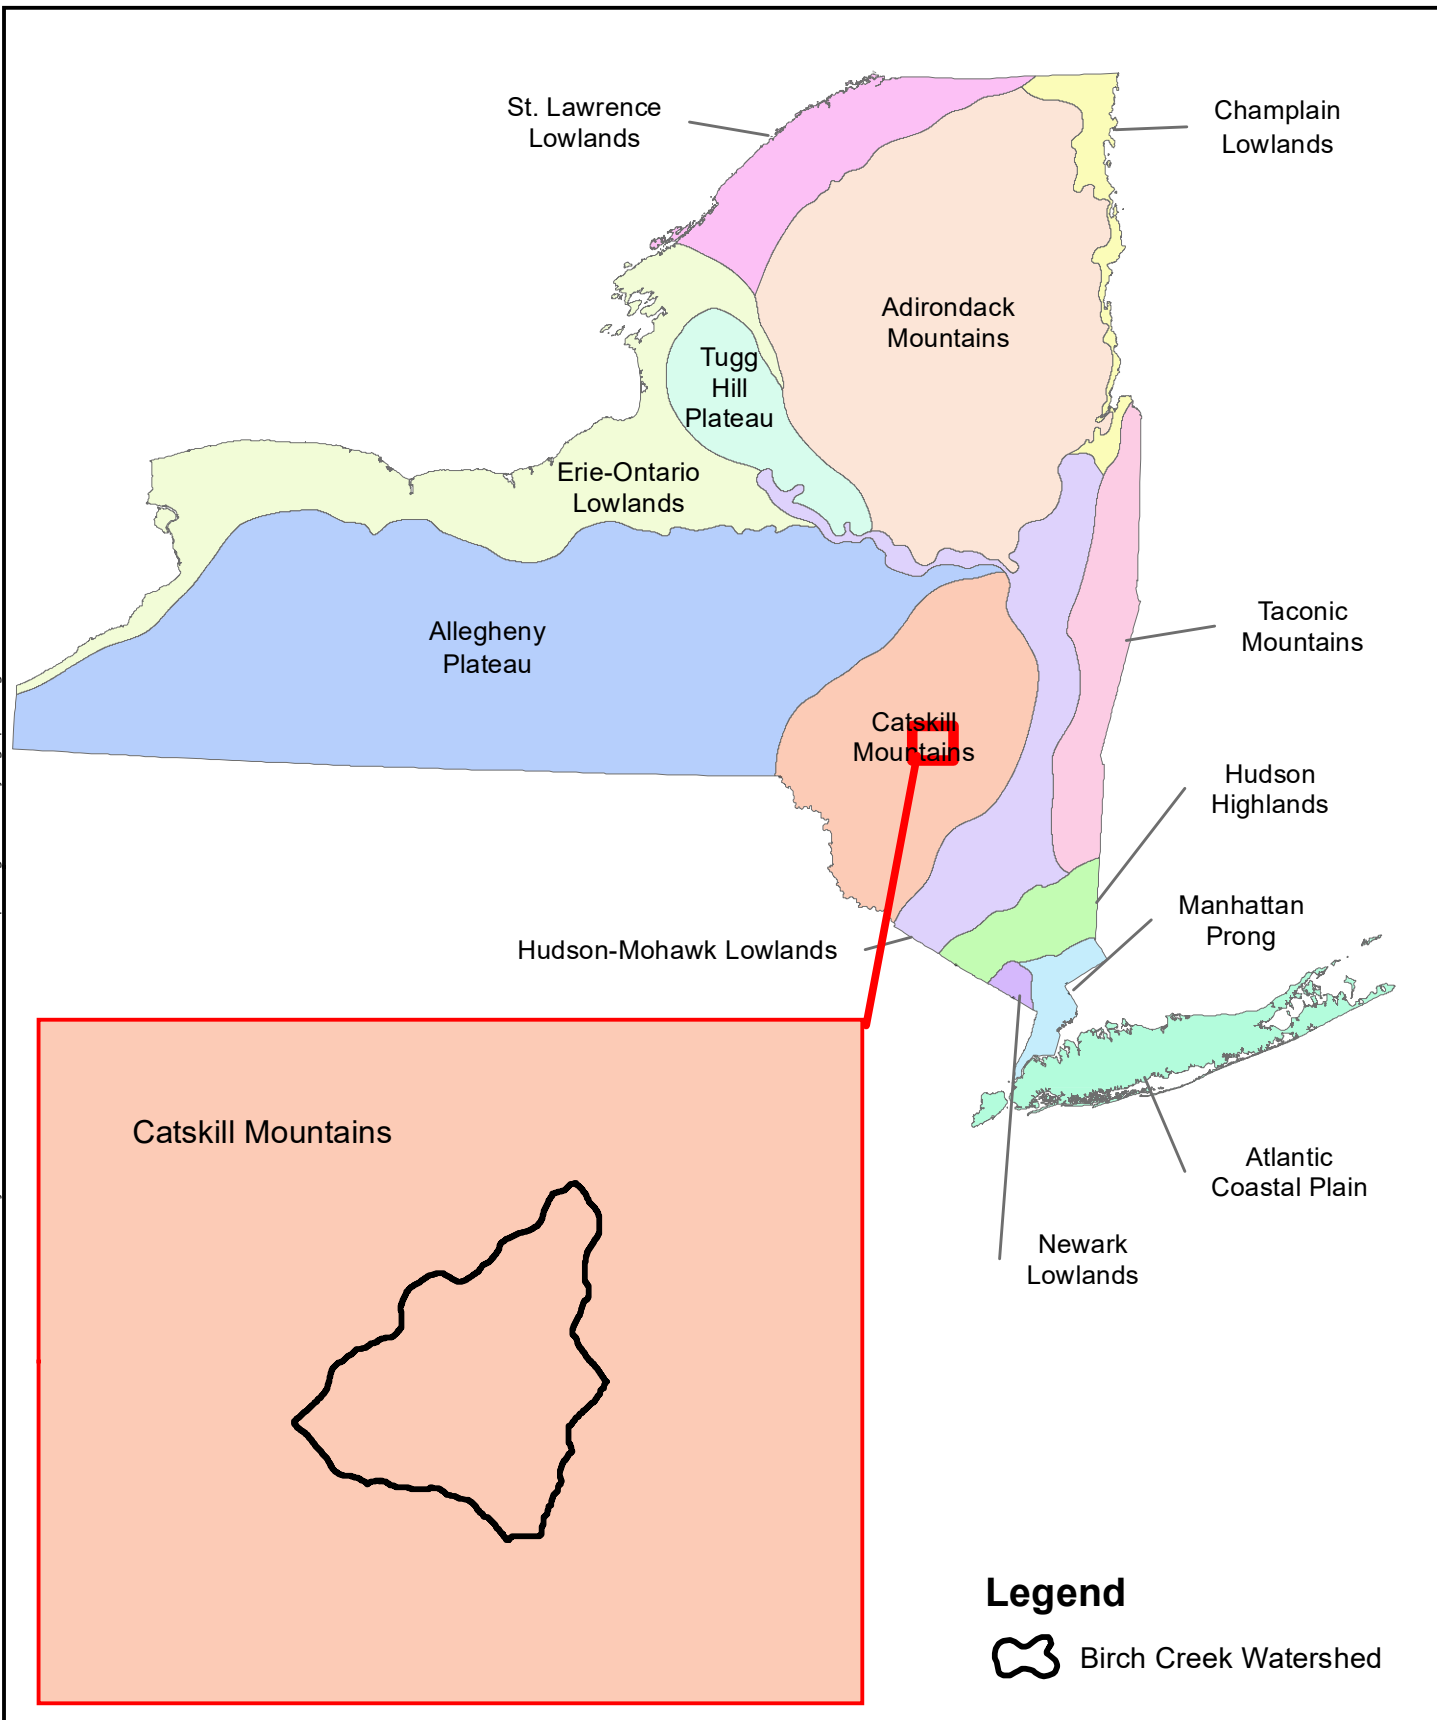 St. Lawrence
Lowlands
Champlain
Lowlands
Adirondack
Mountains
Tugg
Hill
Plateau
Erie-Ontario
Lowlands
Allegheny
Plateau
Taconic
Mountains
Catskill
Mountains
Hudson
Highlands
Manhattan
Prong
Hudson-Mohawk Lowlands
Catskill Mountains
Atlantic
Coastal Plain
Newark
Lowlands
Legend
Birch Creek Watershed